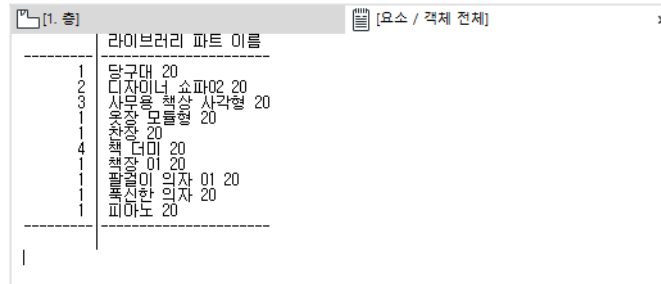 [1. 층]
[요소 / 객체 전체]
라이브러리 파트 이름
1 당구대 20
2 디자이너 쇼파02 20
3 사무용 책상 사각형 20
1 옷장 모듈형 20
1 찬장 20
4 책 더미 20
1 책장 01 20
1 팔걸이 의자 01 20
1 푹신한 의자 20
1 피아노 20